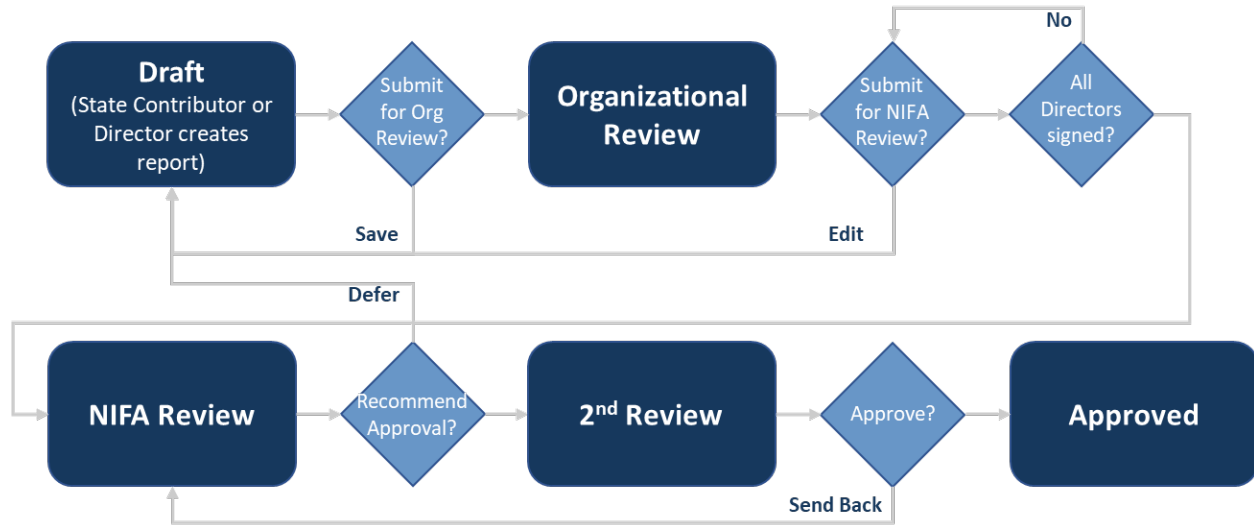 No
Draft
(State Contributor or
Director creates
report)
Submit
for Org
Review?
Organizational
Review
Submit
for NIFA
Review?
All
Directors
signed?
Save
Edit
Defer
NIFA Review
Recommend
Approval?
2nd Review
Approve?
Approved
Send Back